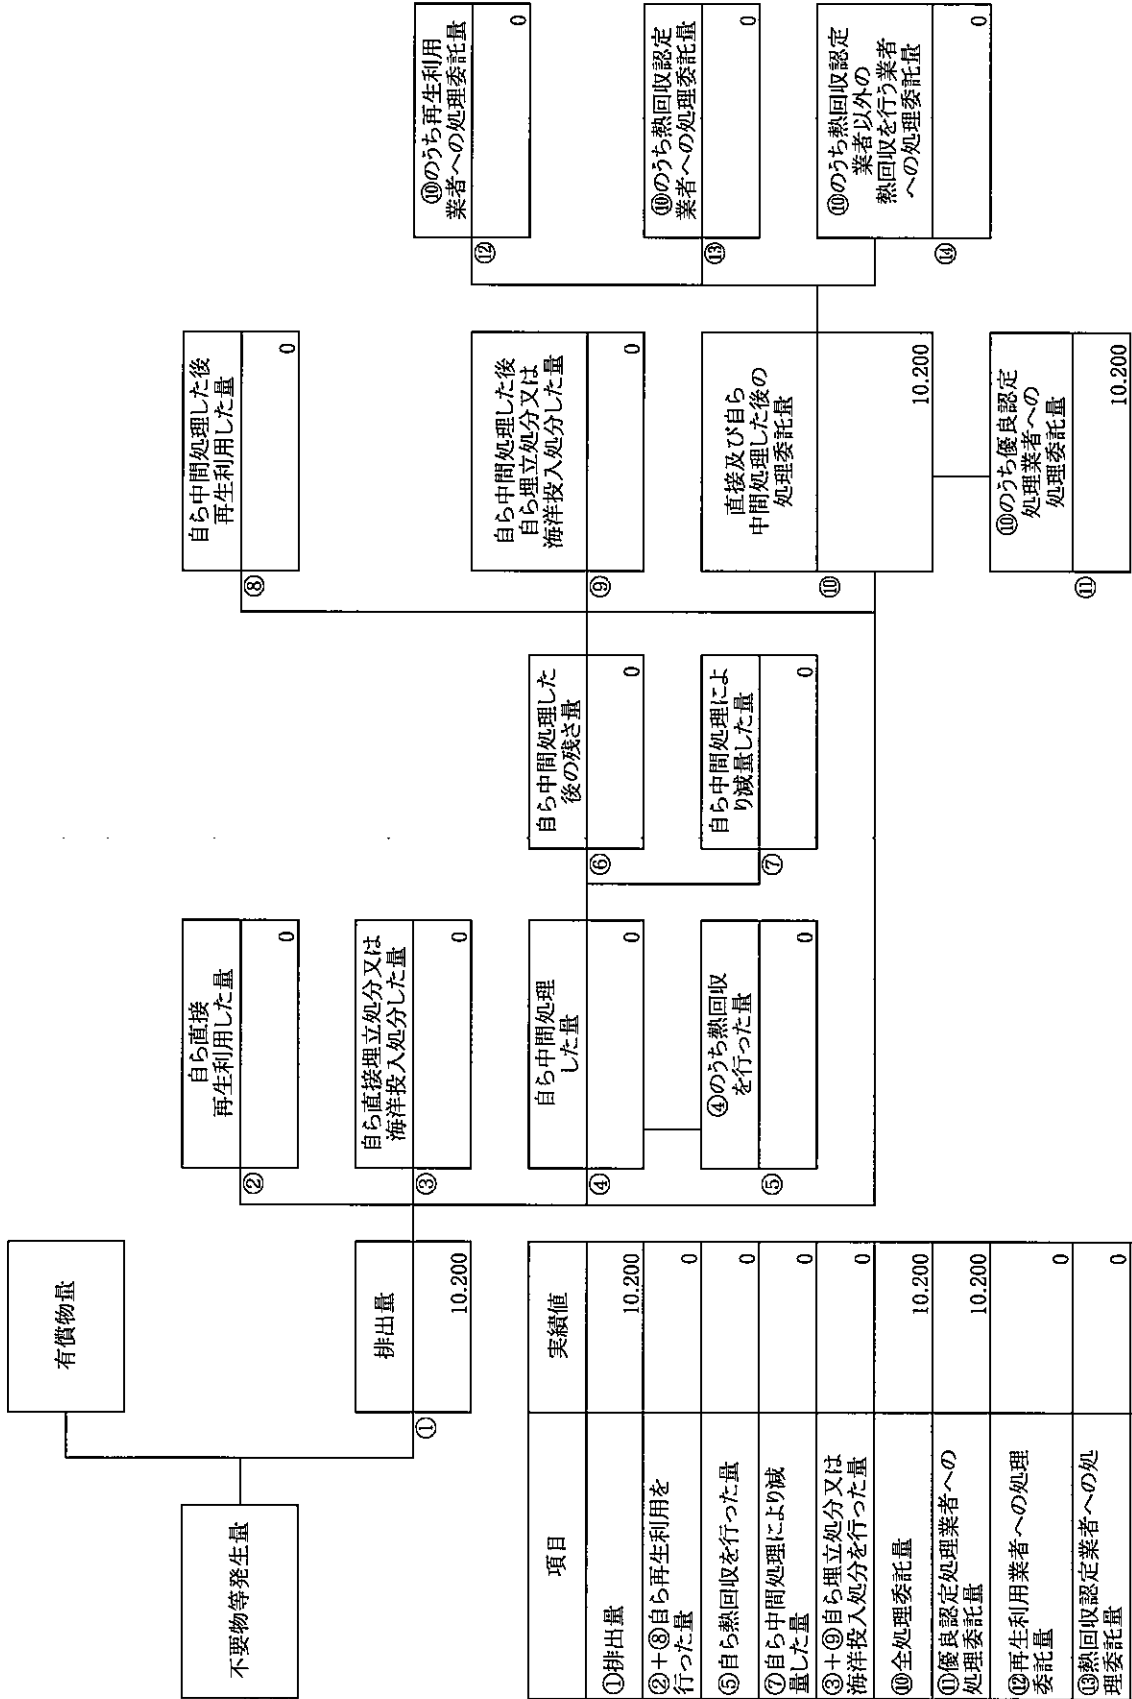 不要物等発生量
有償物量
①
排出量
10.200
②
自ら直接
再生利用した量
0
③
自ら直接埋立処分又は
海洋投入処分した量
0
④
自ら中間処理
した量
0
⑤
④のうち熱回収
を行った量
0
⑥
自ら中間処理した
後の残さ量
0
⑦
自ら中間処理によ
り減量した量
0
⑧
自ら中間処理した後
再生利用した量
0
⑨
自ら中間処理した後
自ら埋立処分又は
海洋投入処分した量
0
⑩
直接及び自ら
中間処理した後の
処理委託量
10.200
⑪
⑩のうち優良認定
処理業者への
処理委託量
10.200
⑫
⑩のうち再生利用
業者への処理委託量
0
⑬
⑩のうち熱回収認定
業者への処理委託量
0
⑭
⑩のうち熱回収認定
業者以外の
熱回収を行う業者
への処理委託量
0
項目 実績値
①排出量 10.200
②+⑧自ら再生利用を
行った量 0
⑤自ら熱回収を行った量 0
⑦自ら中間処理により減
量した量 0
③+⑨自ら埋立処分又は
海洋投入処分を行った量 0
⑩全処理委託量 10.200
⑪優良認定処理業者への
処理委託量 10.200
⑫再生利用業者への処理
委託量 0
⑬熱回収認定業者への処
理委託量 0